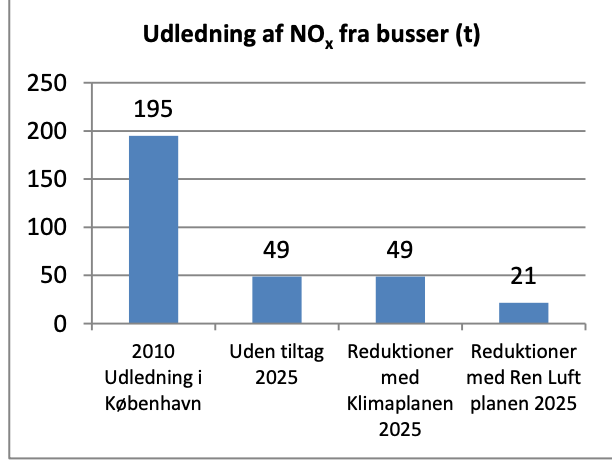 Udledning af NOx fra busser (t)
250
200
150
100
50
0
195
49
49
21
2010
Udledning i
København
Uden tiltag
2025
Reduktioner
med
Klimaplanen
2025
Reduktioner
med Ren Luft
planen 2025